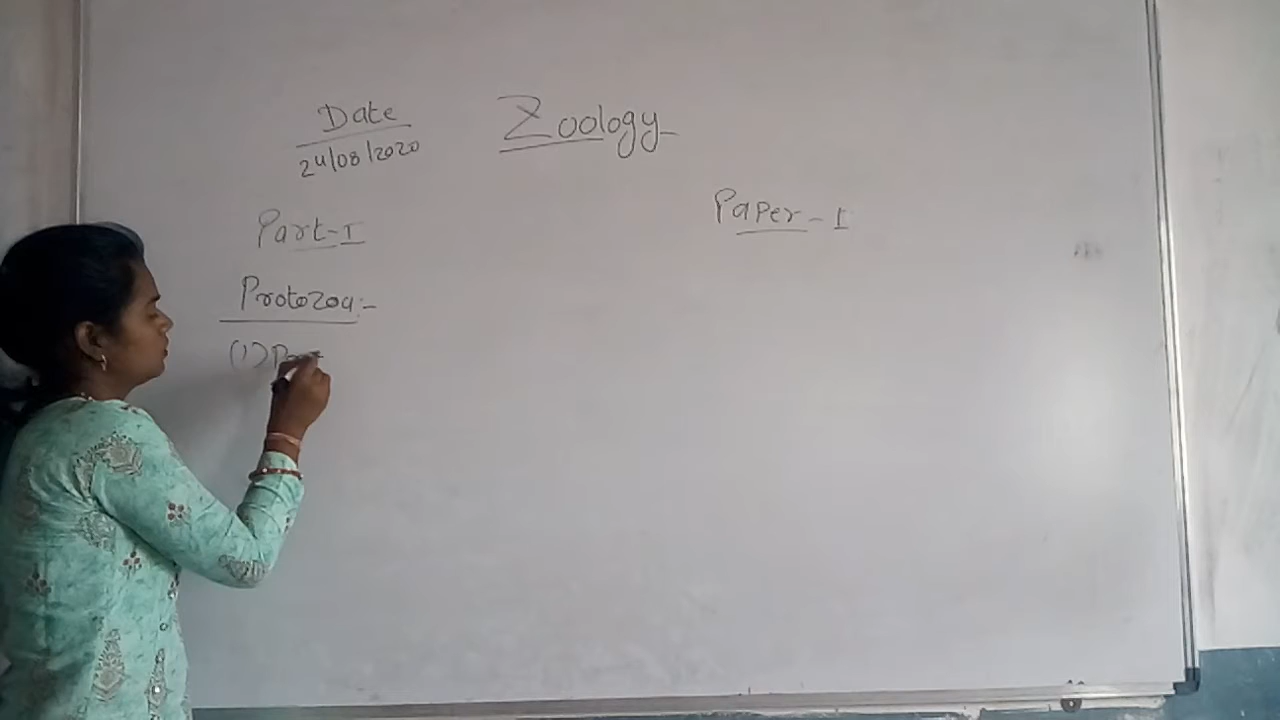 Date
24/08/2020
Zoology
Paper - I
Part-I
Protozoa:-
(1)